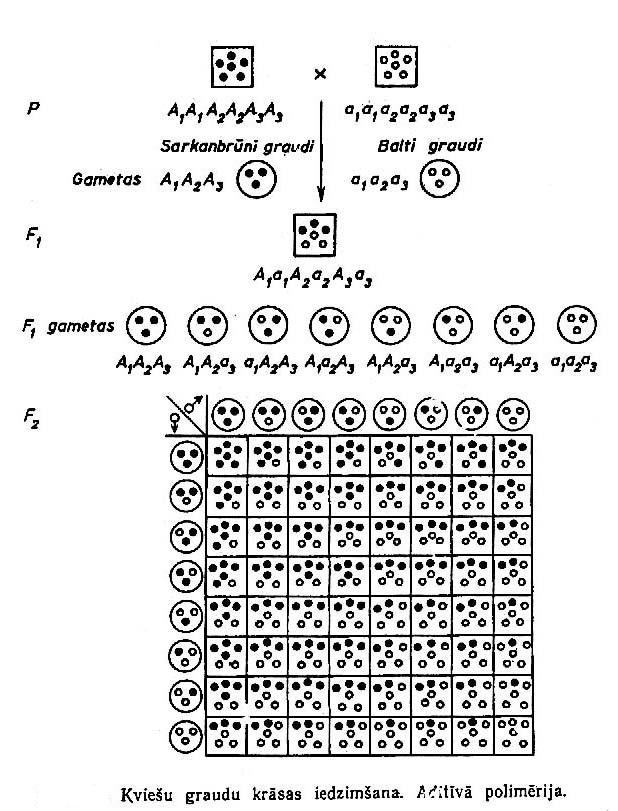 P A₁A₁A₂A₂A₃A₃ × a₁a₁a₂a₂a₃a₃
Sarkanbrūni graudi Balti graudi
Gametas A₁A₂A₃ a₁a₂a₃
F₁
A₁a₁A₂a₂A₃a₃
F₁ gametas
A₁A₂A₃ A₁A₂a₃ a₁A₂A₃ A₁a₂A₃ A₁A₂a₃ A₁a₂a₃ a₁A₂a₃ a₁a₂a₃
F₂ ♀ ♂
Kviešu graudu krāsas iedzimšana. Aditīvā polimērija.